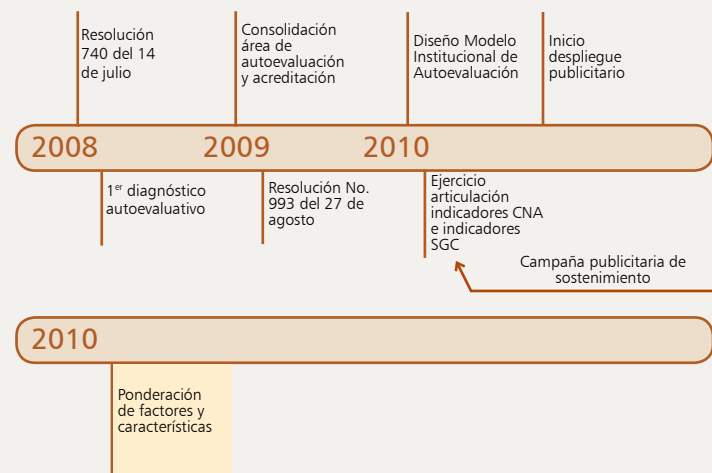 Resolución
740 del 14
de julio
Consolidación
área de
autoevaluación
y acreditación
Diseño Modelo
Institucional de
Autoevaluación
Inicio
despliegue
publicitario
2008
2009
2010
1er diagnóstico
autoevaluativo
Resolución No.
993 del 27 de
agosto
Ejercicio
articulación
indicadores CNA
e indicadores
SGC
Campaña publicitaria de
sostenimiento
2010
Ponderación
de factores y
características